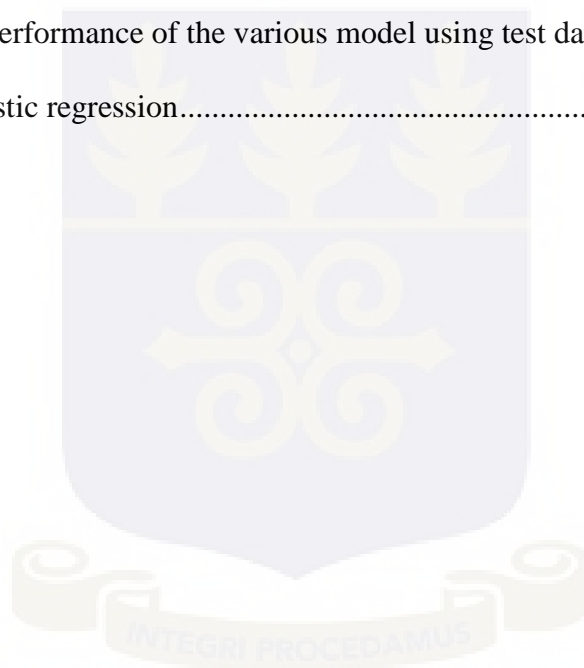 erformance of the various model using test da
stic regression.......................................................
INTEGRI PROCEDAMUS